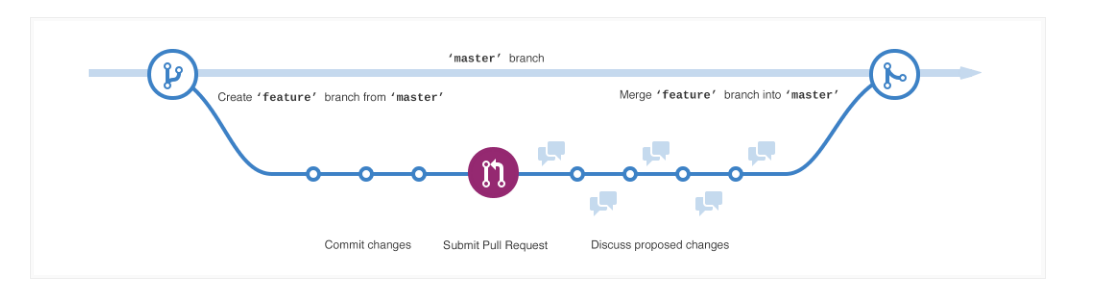 ‘master’ branch
Create ‘feature’ branch from ‘master’
Merge ‘feature’ branch into ‘master’
Commit changes
Submit Pull Request
Discuss proposed changes